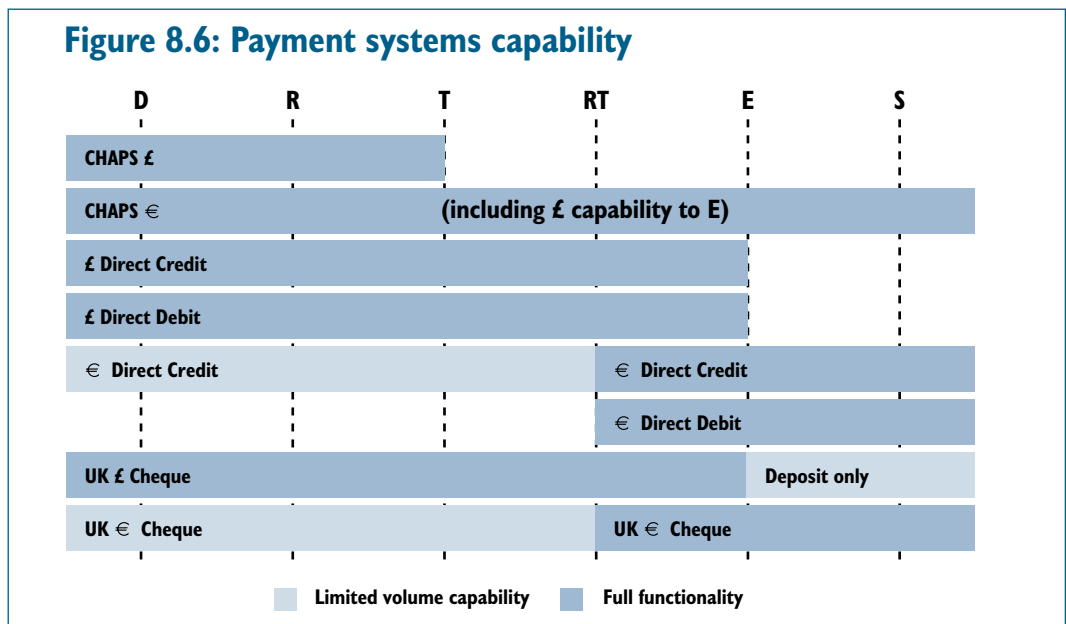 Figure 8.6: Payment systems capability
D R T RT E S
CHAPS £
CHAPS € (including £ capability to E)
£ Direct Credit
£ Direct Debit
€ Direct Credit € Direct Credit
€ Direct Debit
UK £ Cheque Deposit only
UK € Cheque UK € Cheque
Limited volume capability Full functionality